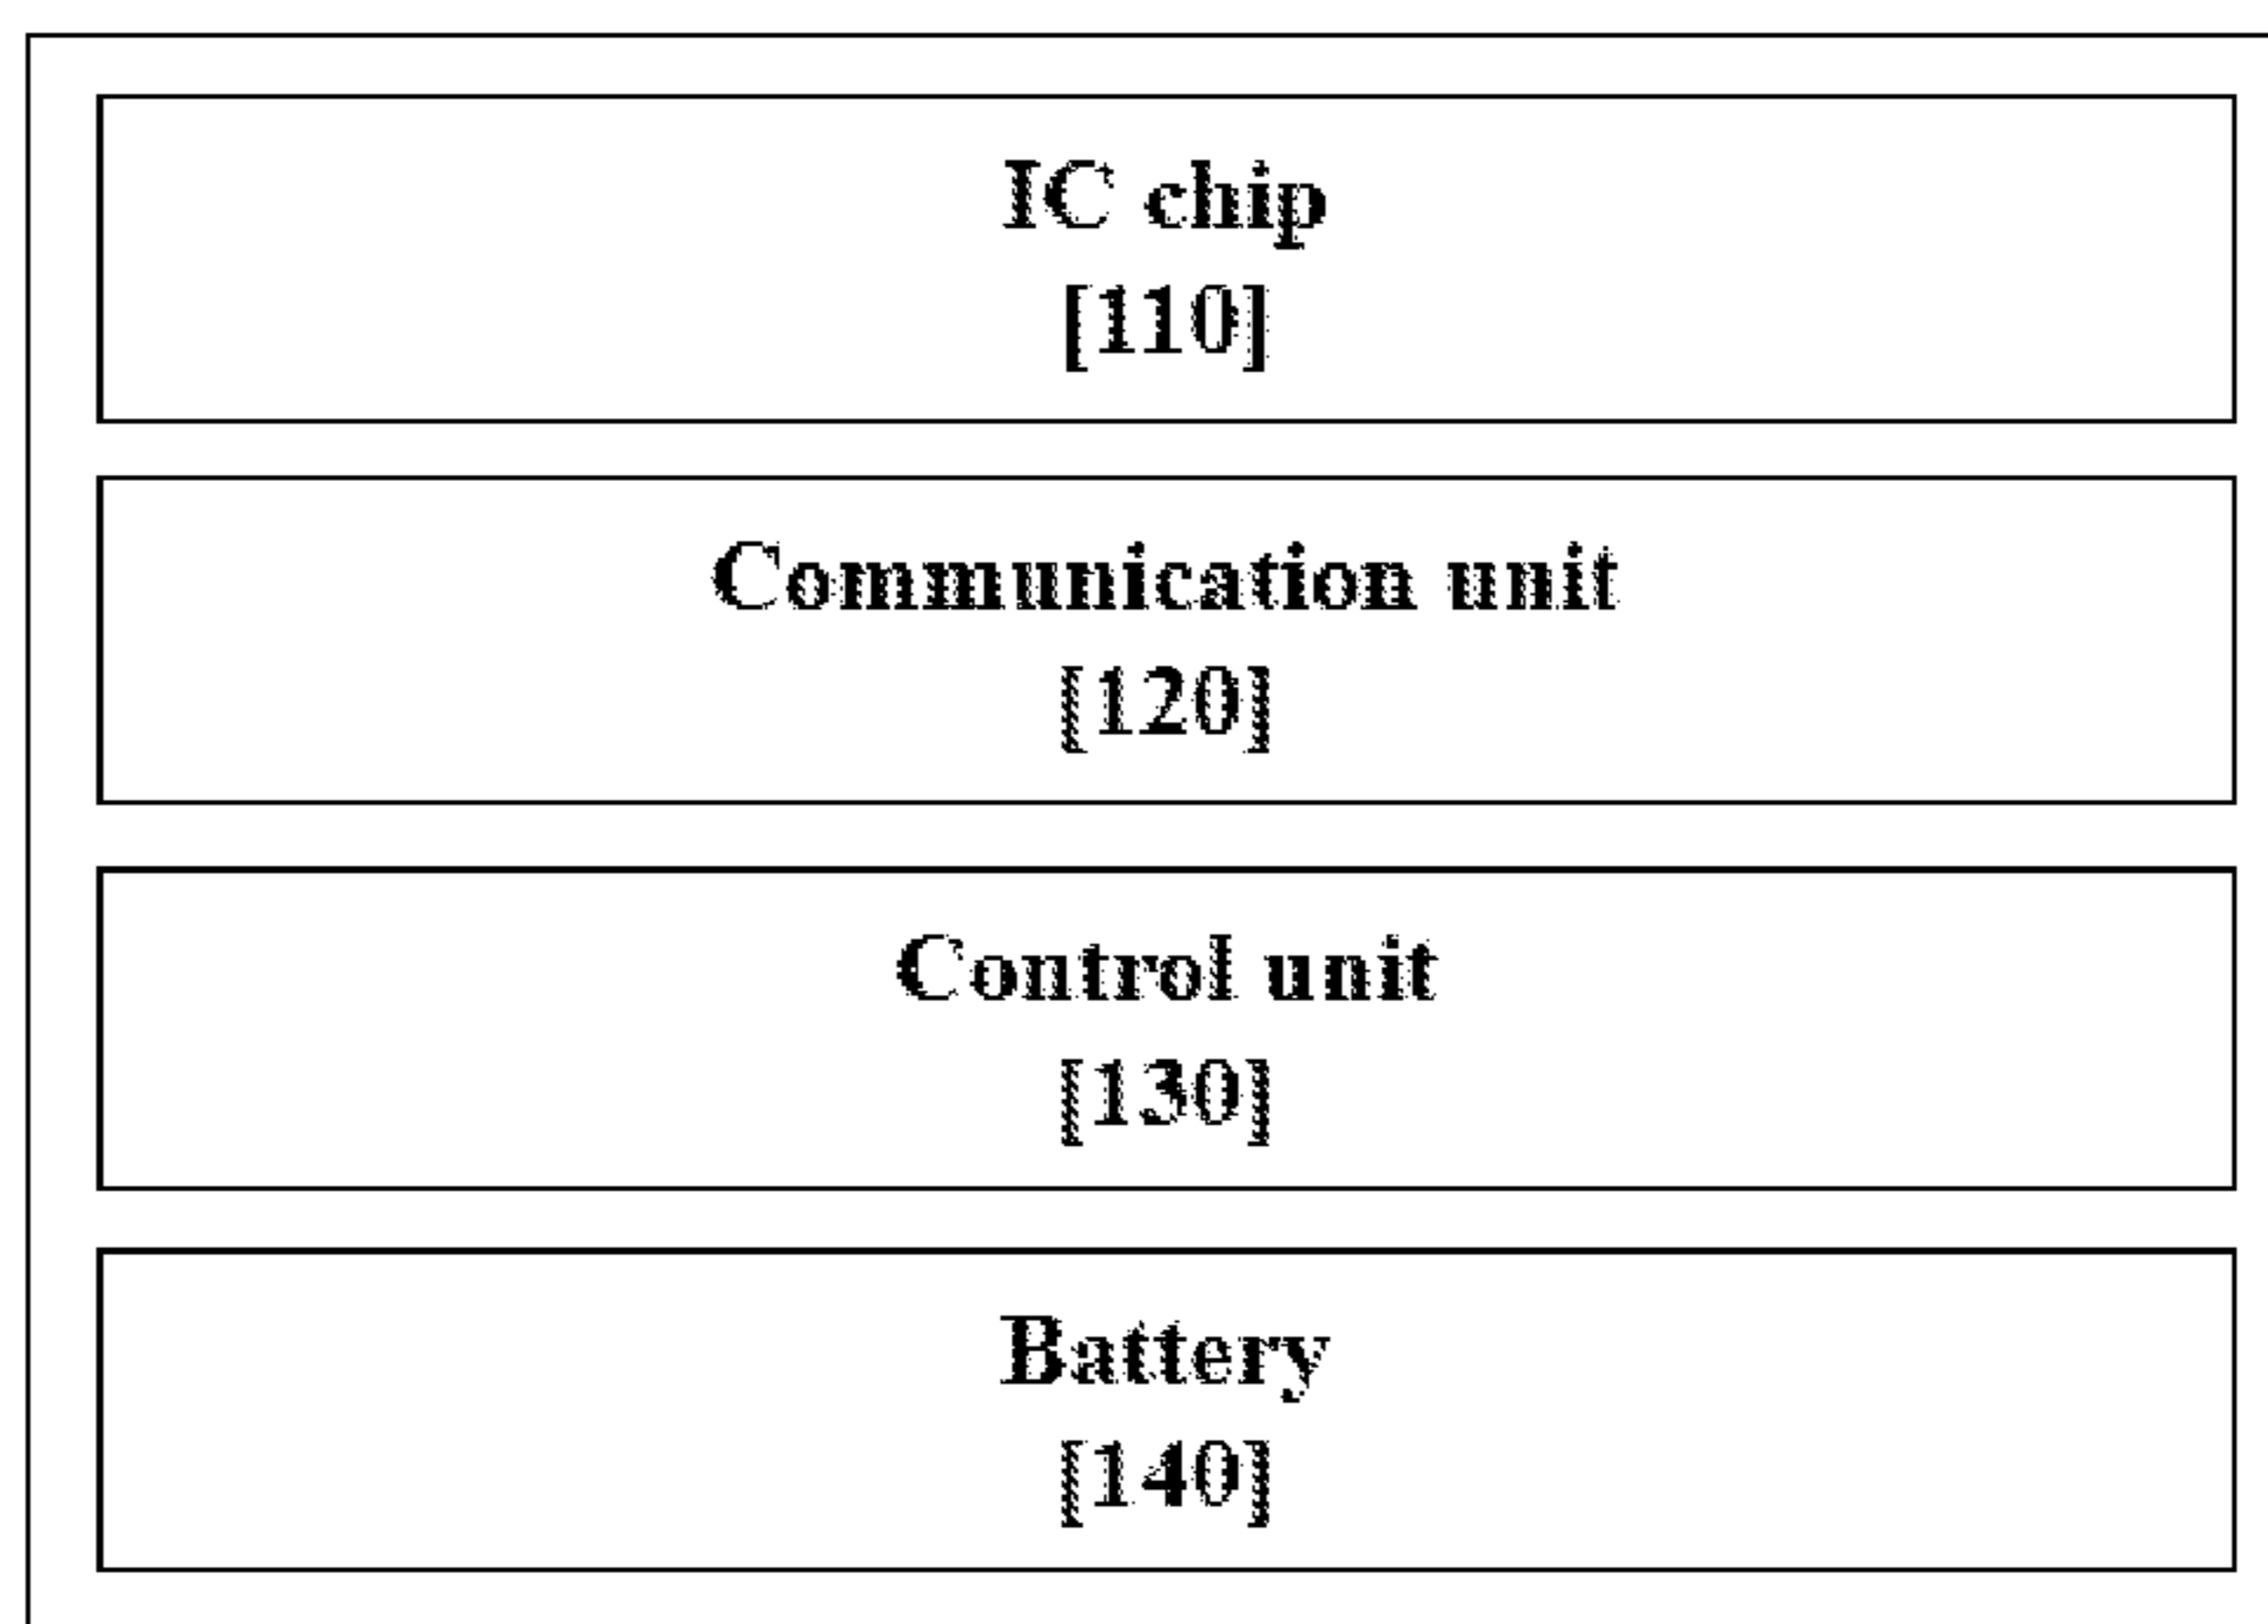 IC chip
[110]
Communication unit
[120]
Control unit
[130]
Battery
[140]